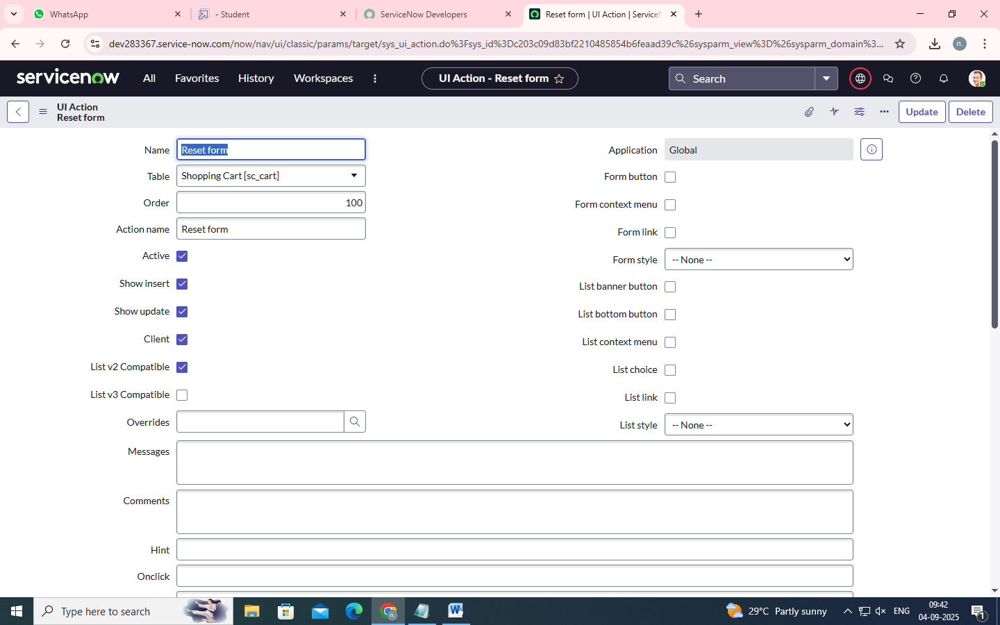 WhatsApp
- Student
ServiceNow Developers
Reset form | UI Action | Service
dev283367.service-now.com/now/nav/ui/classic/params/target/sys_ui_action.do%3Fsys_id%3Dc203c09d83bf2210485854b6feaad39c%26sysparm_view%3D%26sysparm_domain%3...
n.
servicenow
All
Favorites
History
Workspaces
UI Action - Reset form
Search
UI Action
Reset form
Update
Delete
Name
Reset form
Application
Global
Table
Shopping Cart [sc_cart]
Form button
Order
100
Form context menu
Action name
Reset form
Form link
Active
Form style
-- None --
Show insert
List banner button
Show update
List bottom button
Client
List context menu
List v2 Compatible
List choice
List v3 Compatible
List link
Overrides
List style
-- None --
Messages
Comments
Hint
Onclick
Type here to search
n.
29°C Partly sunny
ENG
09:42
04-09-2025
1